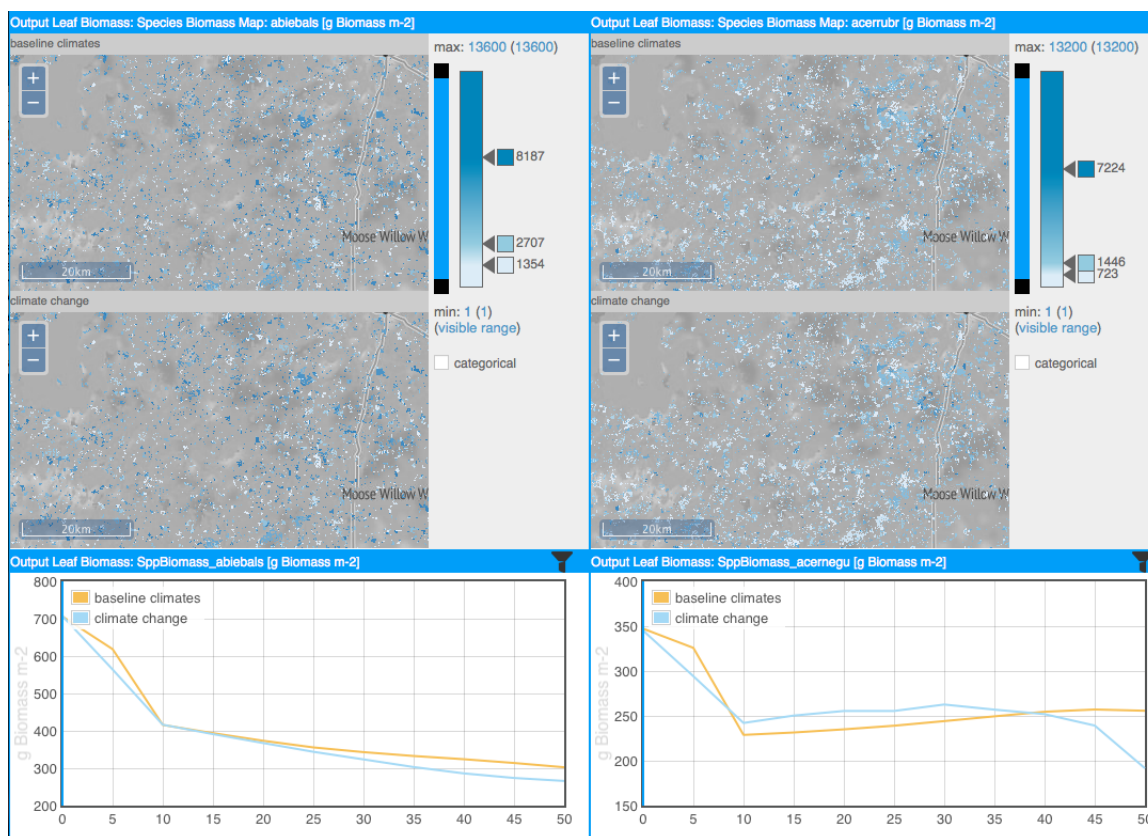 Output Leaf Biomass: Species Biomass Map: abiebals [g Biomass m-2]
baseline climates
+
−
Moose Willow W
20km
max: 13600 (13600)
8187
2707
1354
min: 1 (1)
(visible range)
categorical
climate change
+
−
Moose Willow W
20km
Output Leaf Biomass: Species Biomass Map: acerrubr [g Biomass m-2]
baseline climates
+
−
Moose Willow W
20km
max: 13200 (13200)
7224
1446
723
min: 1 (1)
(visible range)
categorical
climate change
+
−
Moose Willow W
20km
Output Leaf Biomass: SppBiomass_abiebals [g Biomass m-2]
g Biomass m-2
800
700
600
500
400
300
200
baseline climates
climate change
0 5 10 15 20 25 30 35 40 45 50
Output Leaf Biomass: SppBiomass_acernegu [g Biomass m-2]
g Biomass m-2
400
350
300
250
200
150
baseline climates
climate change
0 5 10 15 20 25 30 35 40 45 50